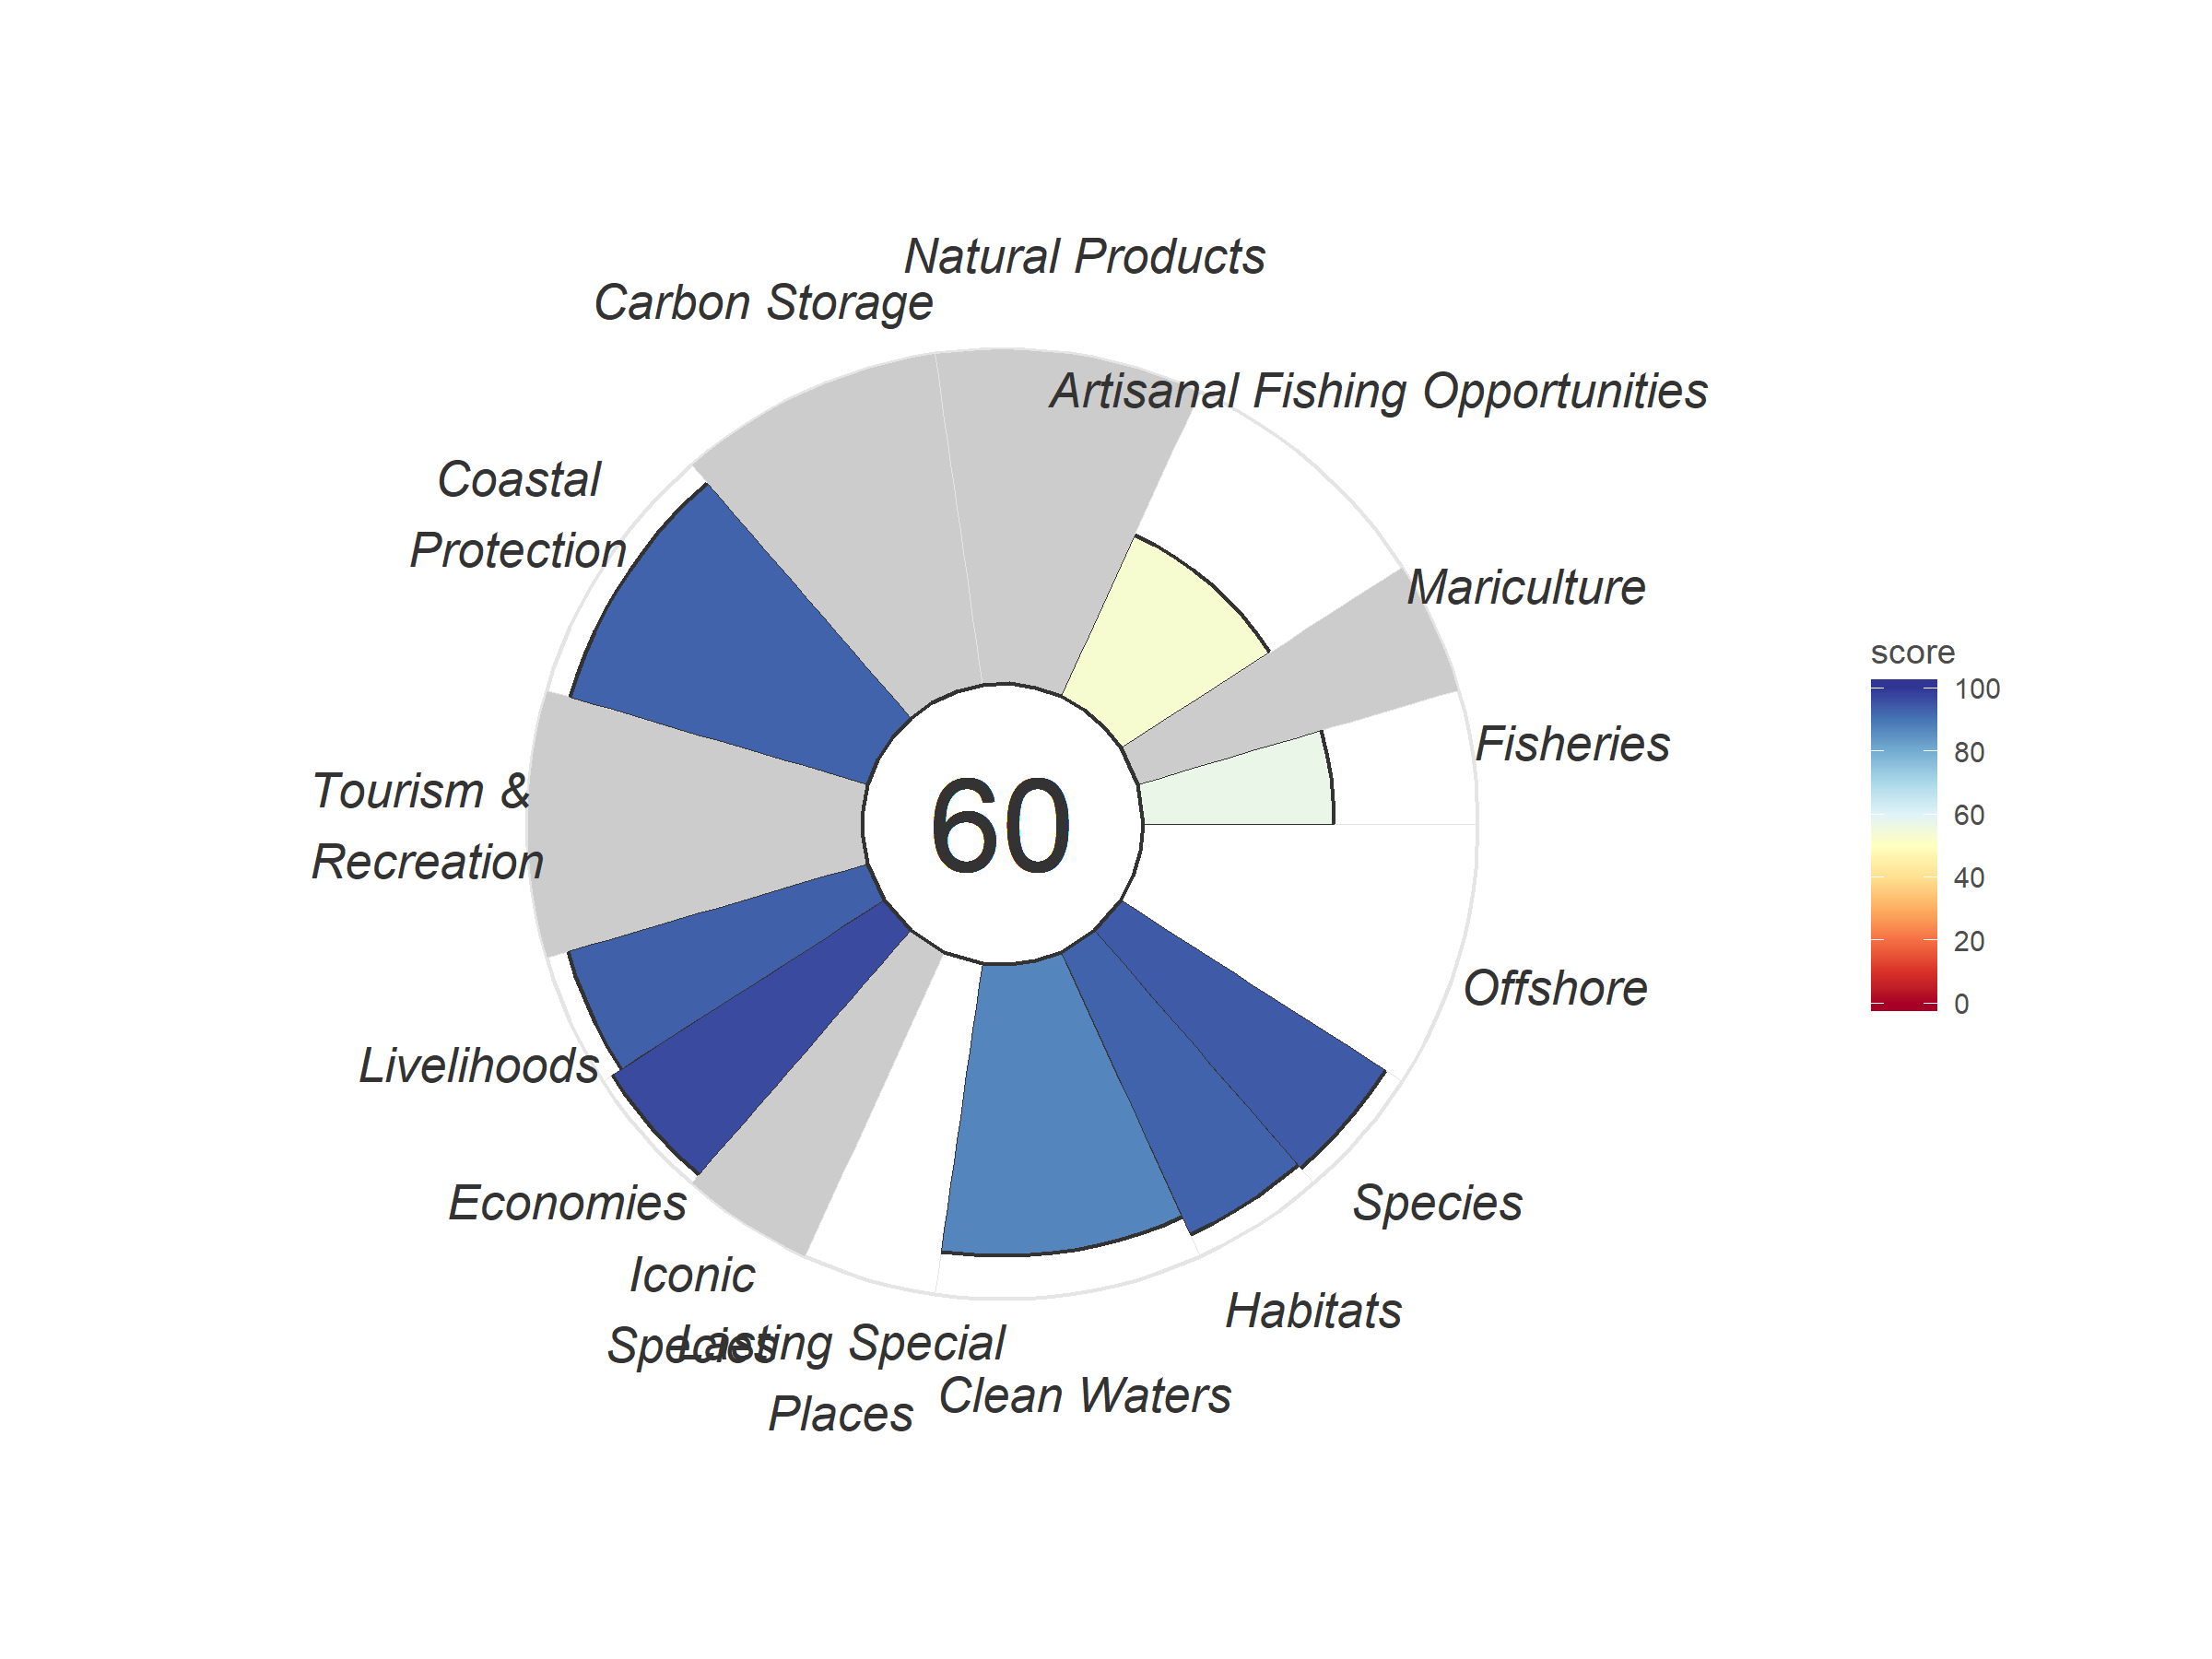 Natural Products
Carbon Storage
Artisanal Fishing Opportunities
Coastal
Protection
Mariculture
Fisheries
Tourism &
Recreation
60
Offshore
Livelihoods
Economies
Species
Iconic
Species
Habitats
Lasting Special
Places
Clean Waters
score
100
80
60
40
20
0